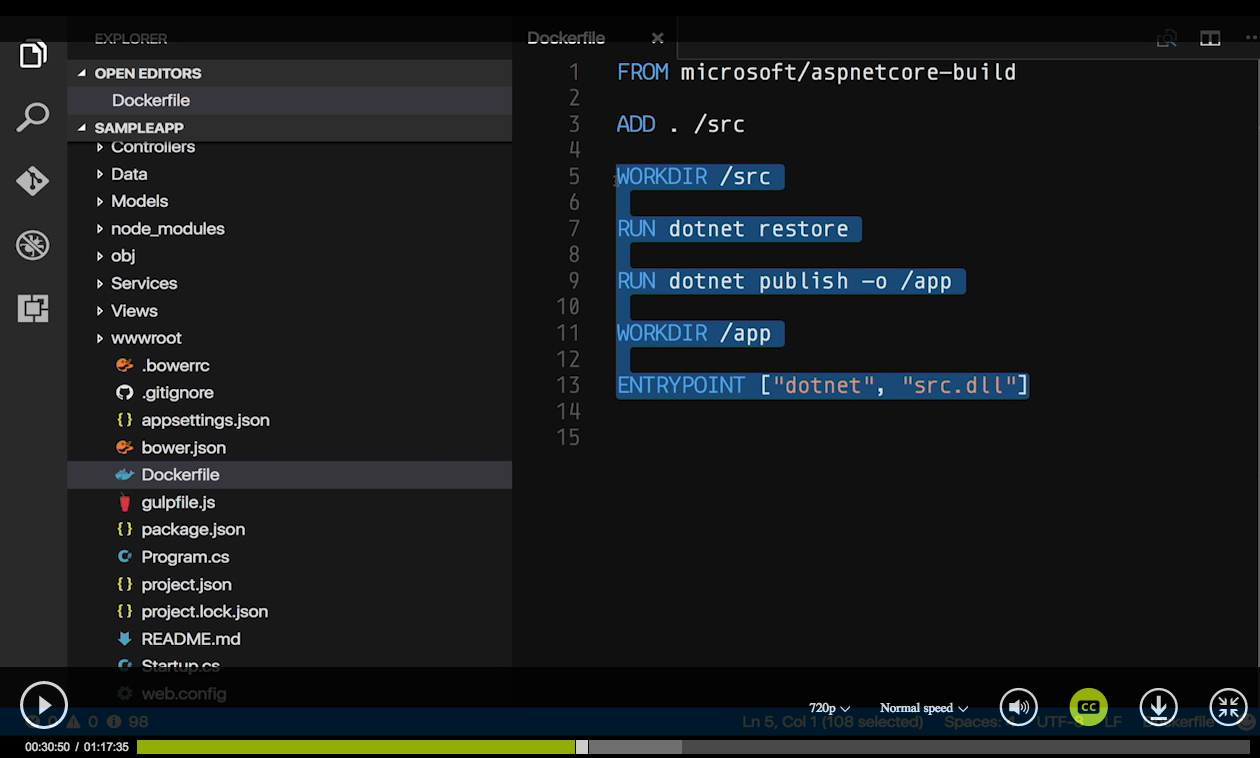 EXPLORER
OPEN EDITORS
Dockerfile
SAMPLEAPP
Controllers
Data
Models
node_modules
obj
Services
Views
wwwroot
.bowerrc
.gitignore
appsettings.json
bower.json
Dockerfile
gulpfile.js
package.json
Program.cs
project.json
project.lock.json
README.md
Startup.cs
web.config
Dockerfile
1 FROM microsoft/aspnetcore-build
2
3 ADD . /src
4
5 WORKDIR /src
6
7 RUN dotnet restore
8
9 RUN dotnet publish -o /app
10
11 WORKDIR /app
12
13 ENTRYPOINT ["dotnet", "src.dll"]
14
15
720p Normal speed CC
0 0 98 Ln 5, Col 1 (108 selected) Spaces: UTF-8 LF Dockerfile
00:30:50 / 01:17:35